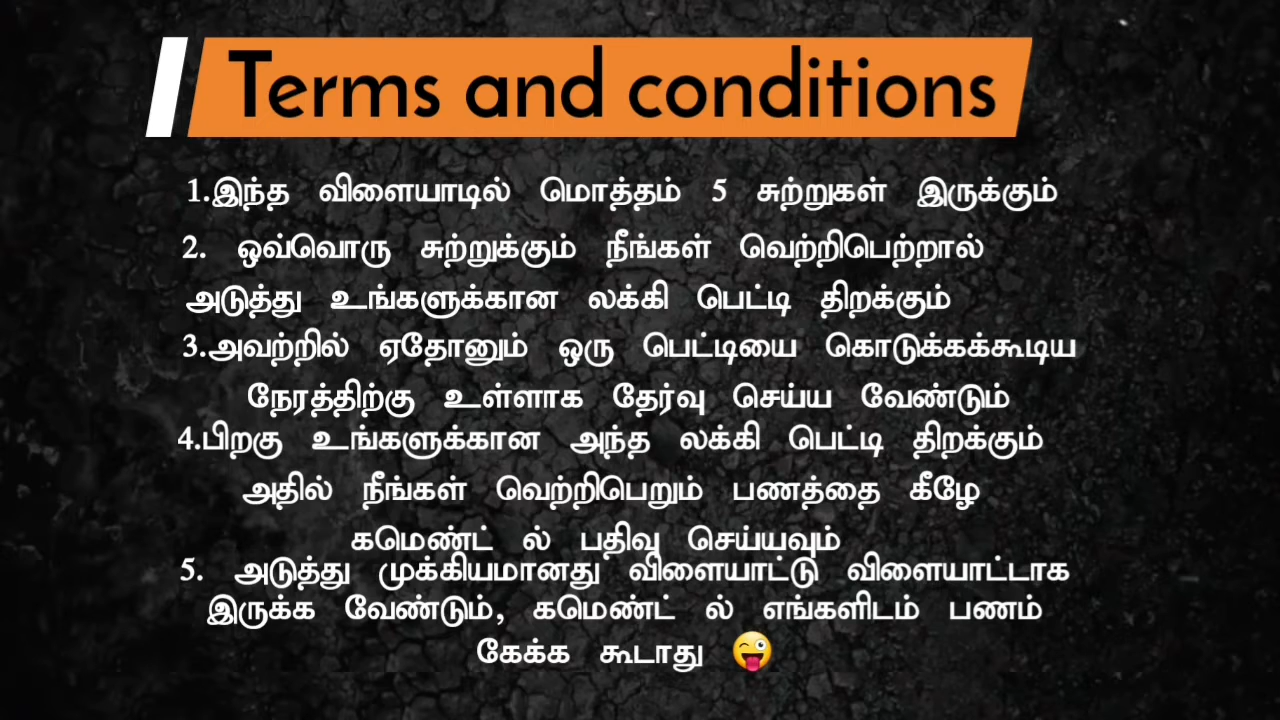 Terms and conditions
1.இந்த விளையாடில் மொத்தம் 5 சுற்றுகள் இருக்கும்
2. ஒவ்வொரு சுற்றுக்கும் நீங்கள் வெற்றிபெற்றால்
அடுத்து உங்களுக்கான லக்கி பெட்டி திறக்கும்
3.அவற்றில் ஏதோனும் ஒரு பெட்டியை கொடுக்கக்கூடிய
நேரத்திற்கு உள்ளாக தேர்வு செய்ய வேண்டும்
4.பிறகு உங்களுக்கான அந்த லக்கி பெட்டி திறக்கும்
அதில் நீங்கள் வெற்றிபெறும் பணத்தை கீழே
கமெண்ட் ல் பதிவு செய்யவும்
5. அடுத்து முக்கியமானது விளையாட்டு விளையாட்டாக
இருக்க வேண்டும், கமெண்ட் ல் எங்களிடம் பணம்
கேக்க கூடாது 😜